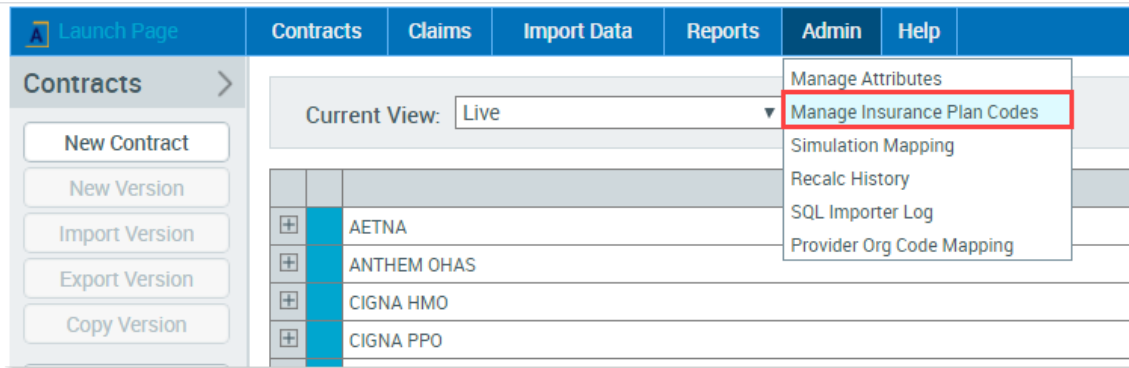 Launch Page
Contracts Claims Import Data Reports Admin Help
Contracts
New Contract
New Version
Import Version
Export Version
Copy Version
Current View: Live
Manage Attributes
Manage Insurance Plan Codes
Simulation Mapping
Recalc History
SQL Importer Log
Provider Org Code Mapping
AETNA
ANTHEM OHAS
CIGNA HMO
CIGNA PPO